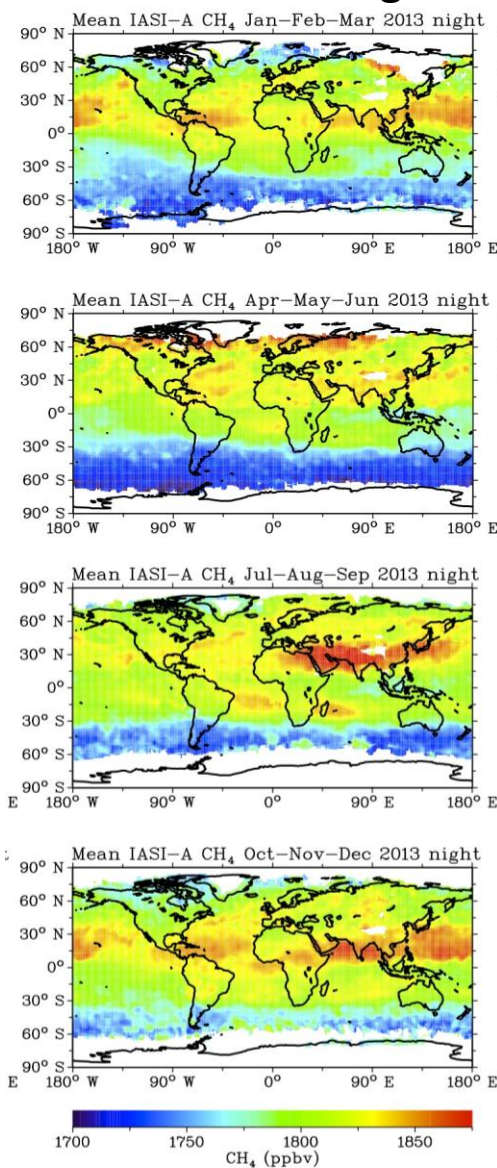 Mean IASI-A CH₄ Jan-Feb-Mar 2013 night
90° N
60° N
30° N
0°
30° S
60° S
90° S
180° W 90° W 0° 90° E 180° E
Mean IASI-A CH₄ Apr-May-Jun 2013 night
90° N
60° N
30° N
0°
30° S
60° S
90° S
180° W 90° W 0° 90° E 180° E
Mean IASI-A CH₄ Jul-Aug-Sep 2013 night
90° N
60° N
30° N
0°
30° S
60° S
90° S
E 180° W 90° W 0° 90° E 180° E
Mean IASI-A CH₄ Oct-Nov-Dec 2013 night
90° N
60° N
30° N
0°
30° S
60° S
90° S
E 180° W 90° W 0° 90° E 180° E
1700 1750 1800 1850
CH₄ (ppbv)